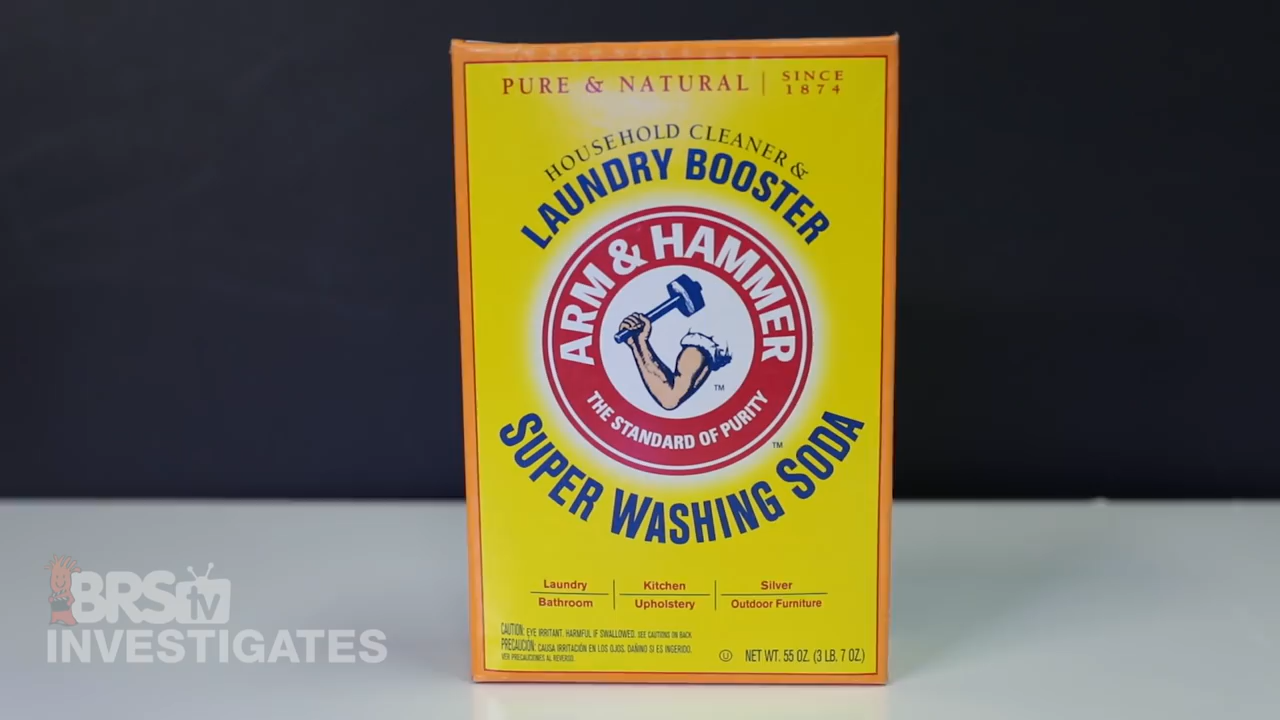 PURE & NATURAL | SINCE 1874
HOUSEHOLD CLEANER &
LAUNDRY BOOSTER
ARM & HAMMER
THE STANDARD OF PURITY
TM
TM
SUPER WASHING SODA
Laundry
Bathroom
Kitchen
Upholstery
Silver
Outdoor Furniture
CAUTION: EYE IRRITANT. HARMFUL IF SWALLOWED. SEE CAUTIONS ON BACK
PRECAUCIÓN: CAUSA IRRITACIÓN EN LOS OJOS. DAÑINO SI ES INGERIDO.
VER PRECAUCIONES AL REVERSO.
U NET WT. 55 OZ. (3 LB. 7 OZ.)
BRStv
INVESTIGATES